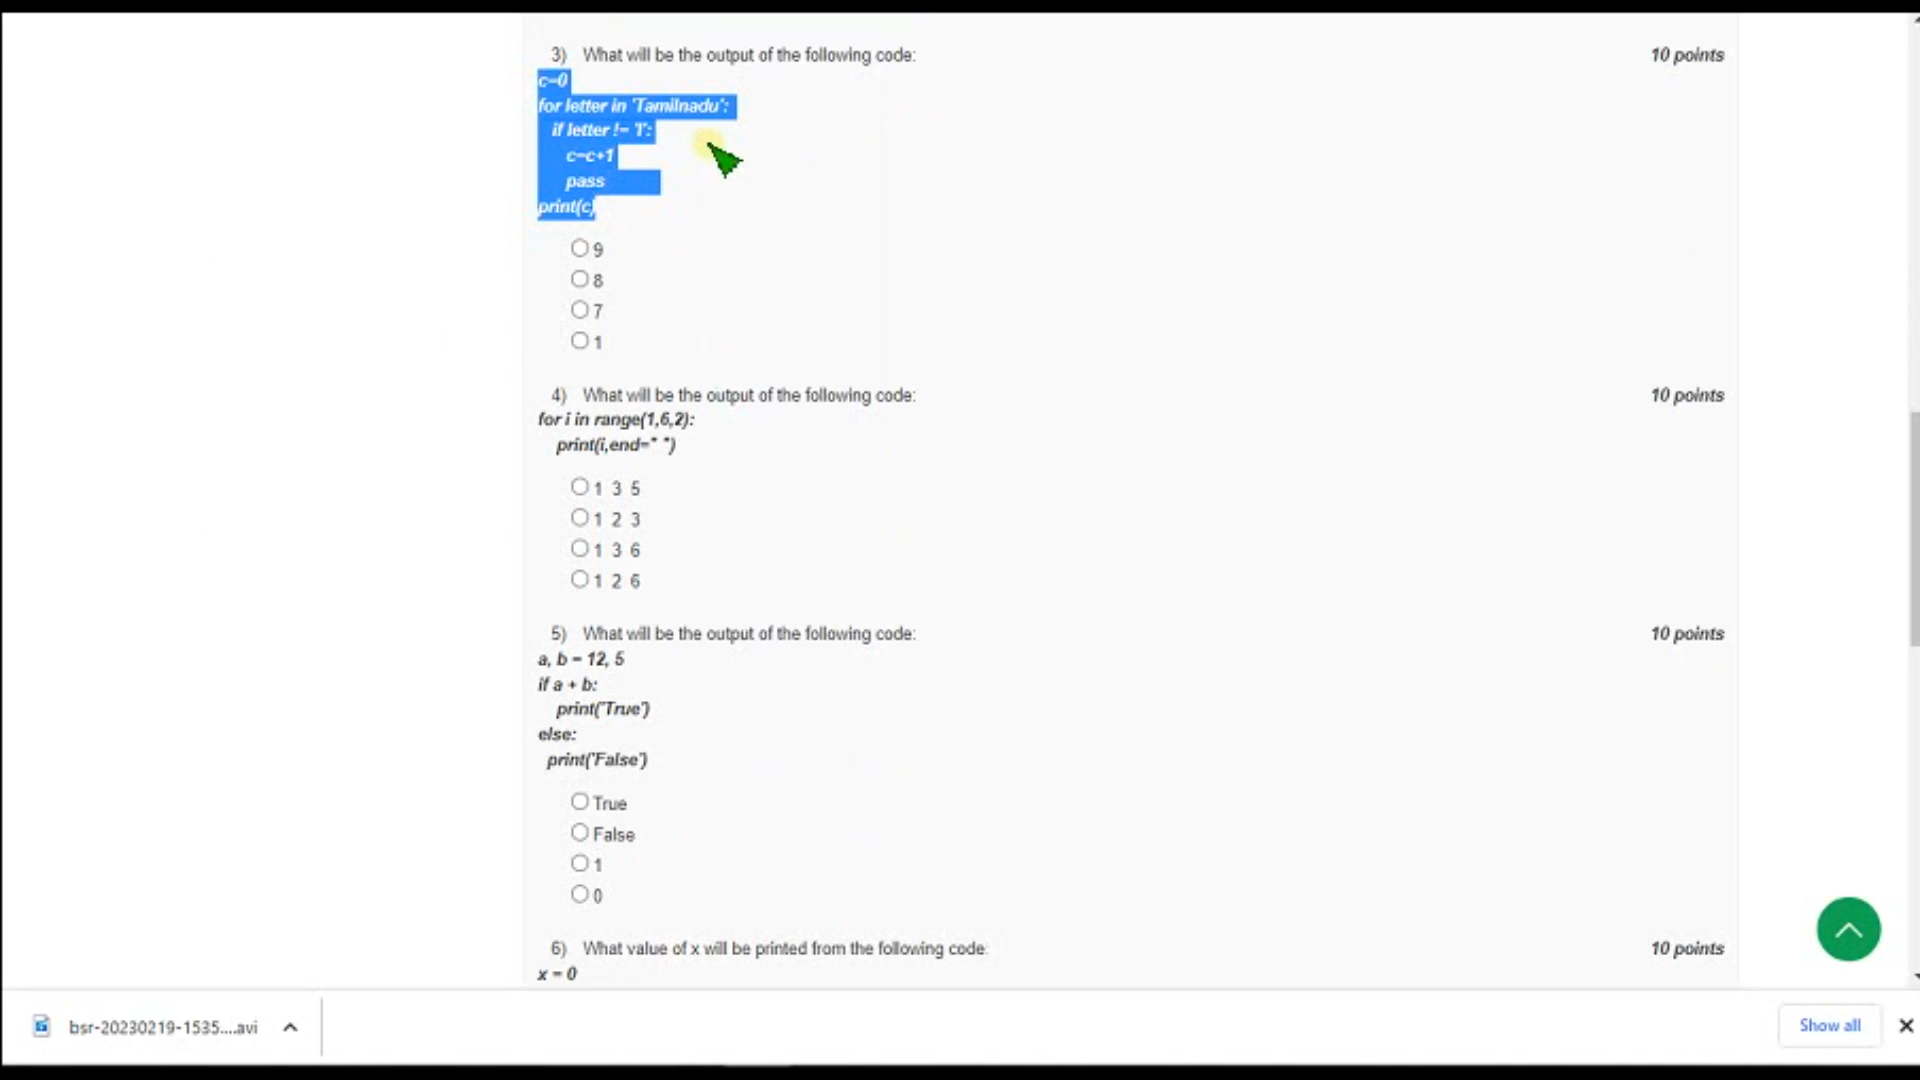 3) What will be the output of the following code: 10 points
c=0
for letter in 'Tamilnadu':
if letter != 'l':
c=c+1
pass
print(c)
9
8
7
1
4) What will be the output of the following code: 10 points
for i in range(1,6,2):
print(i,end=" ")
1 3 5
1 2 3
1 3 6
1 2 6
5) What will be the output of the following code: 10 points
a, b = 12, 5
if a + b:
print('True')
else:
print('False')
True
False
1
0
6) What value of x will be printed from the following code: 10 points
x = 0
bsr-20230219-1535....avi
Show all